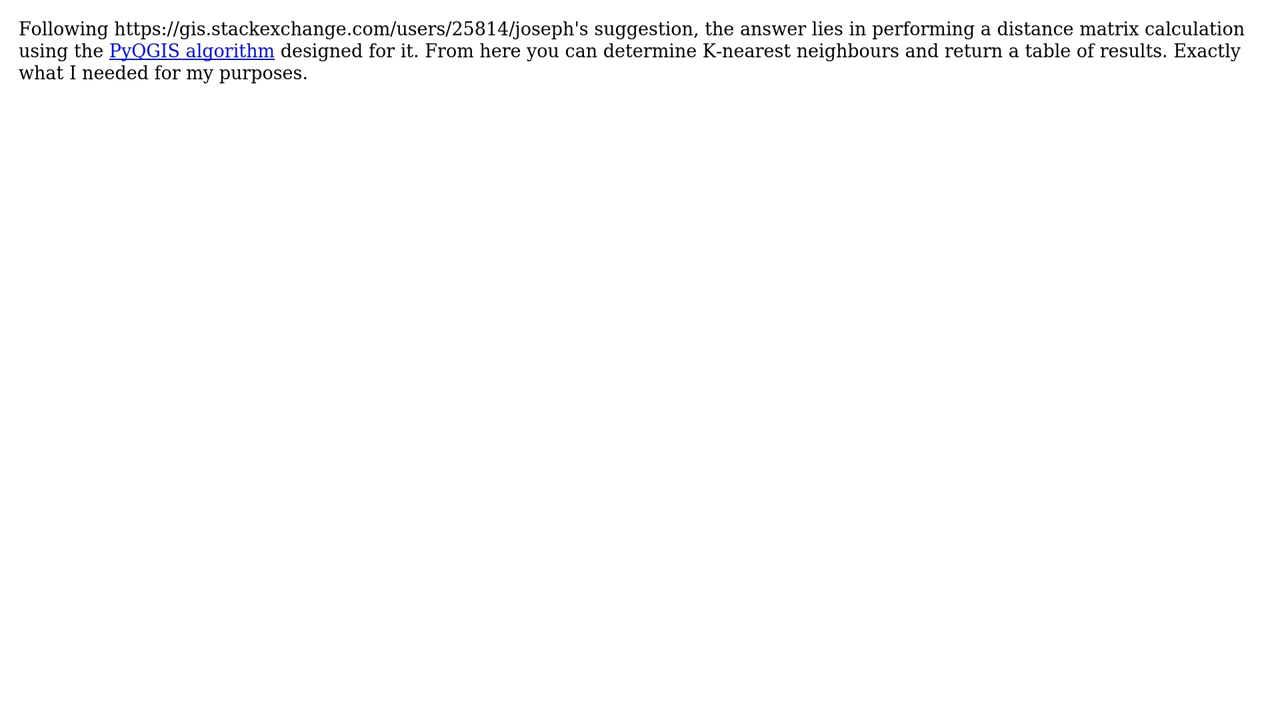 Following https://gis.stackexchange.com/users/25814/joseph's suggestion, the answer lies in performing a distance matrix calculation
using the PyQGIS algorithm designed for it. From here you can determine K-nearest neighbours and return a table of results. Exactly
what I needed for my purposes.